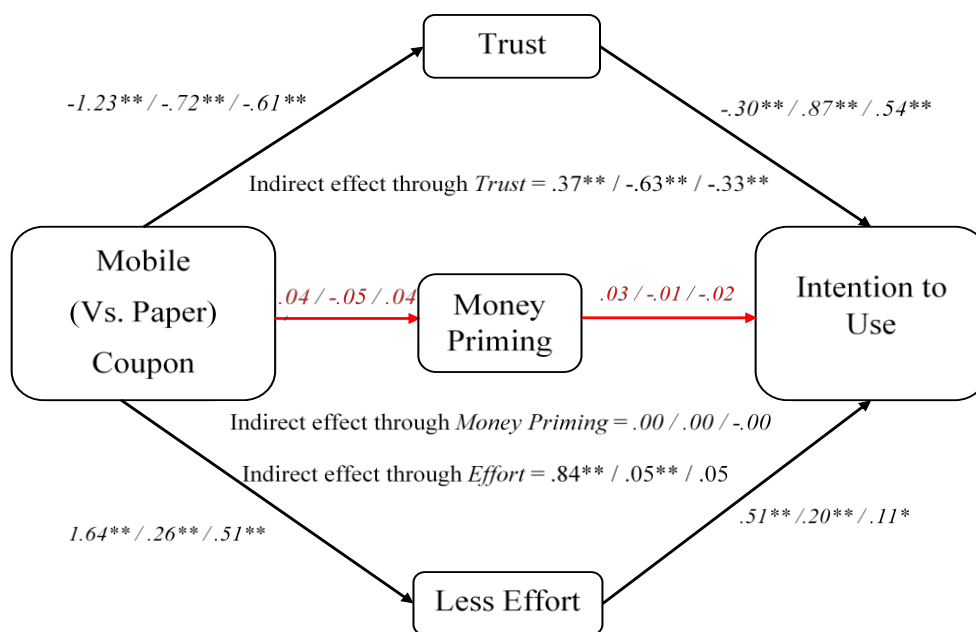 Trust
-1.23** / -.72** / -.61**
-.30** / .87** / .54**
Indirect effect through Trust = .37** / -.63** / -.33**
Mobile
(Vs. Paper)
Coupon
.04 / -.05 / .04
Money
Priming
.03 / -.01 / -.02
Intention to
Use
Indirect effect through Money Priming = .00 / .00 / -.00
Indirect effect through Effort = .84** / .05** / .05
1.64** / .26** / .51**
.51** /.20** / .11*
Less Effort